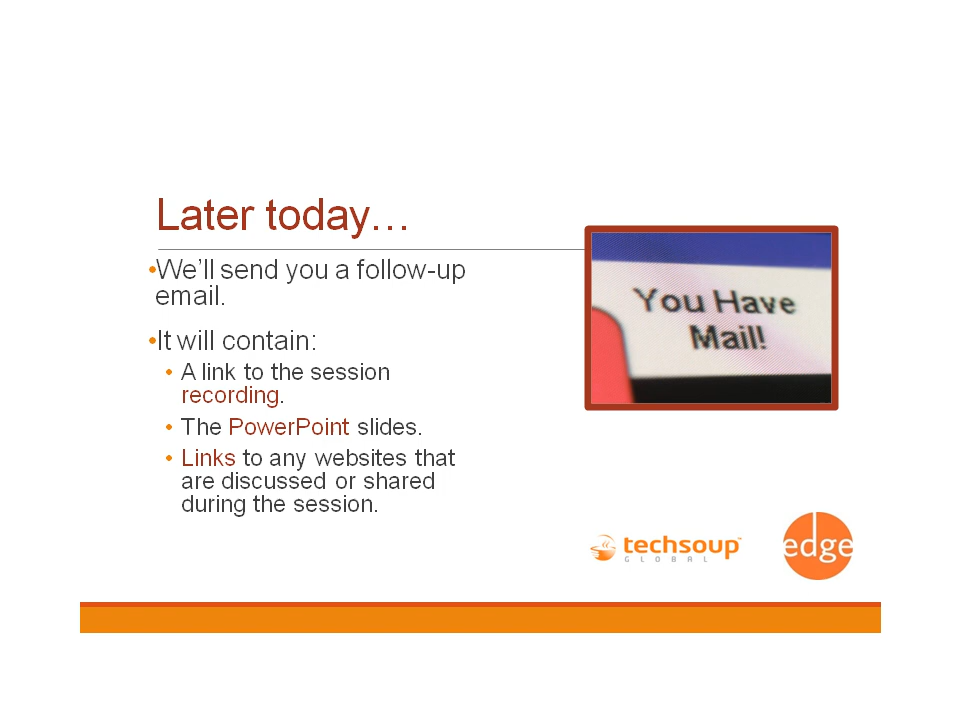 Later today…
•We’ll send you a follow-up
email.
•It will contain:
• A link to the session
recording.
• The PowerPoint slides.
• Links to any websites that
are discussed or shared
during the session.
You Have
Mail!
techsoup™
GLOBAL
edge